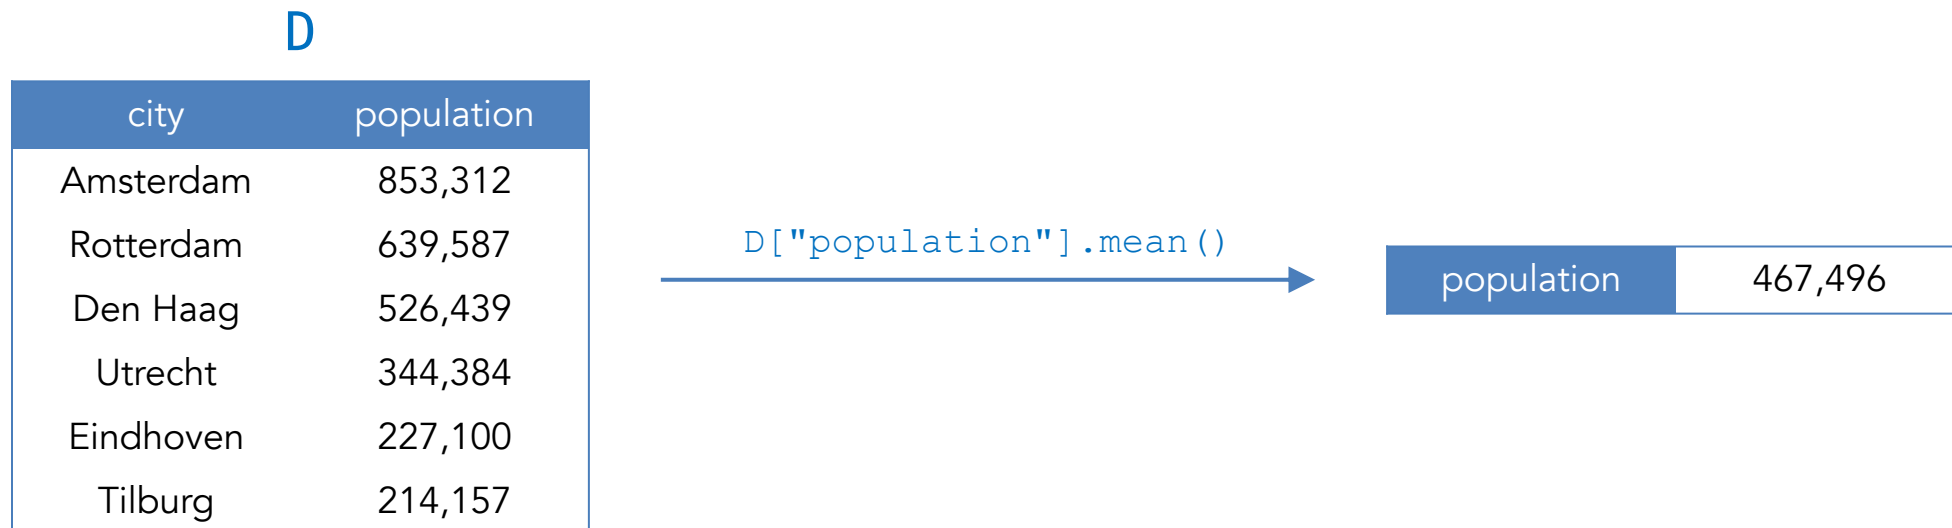 D
city population
Amsterdam 853,312
Rotterdam 639,587
Den Haag 526,439
Utrecht 344,384
Eindhoven 227,100
Tilburg 214,157
D["population"].mean()
population 467,496